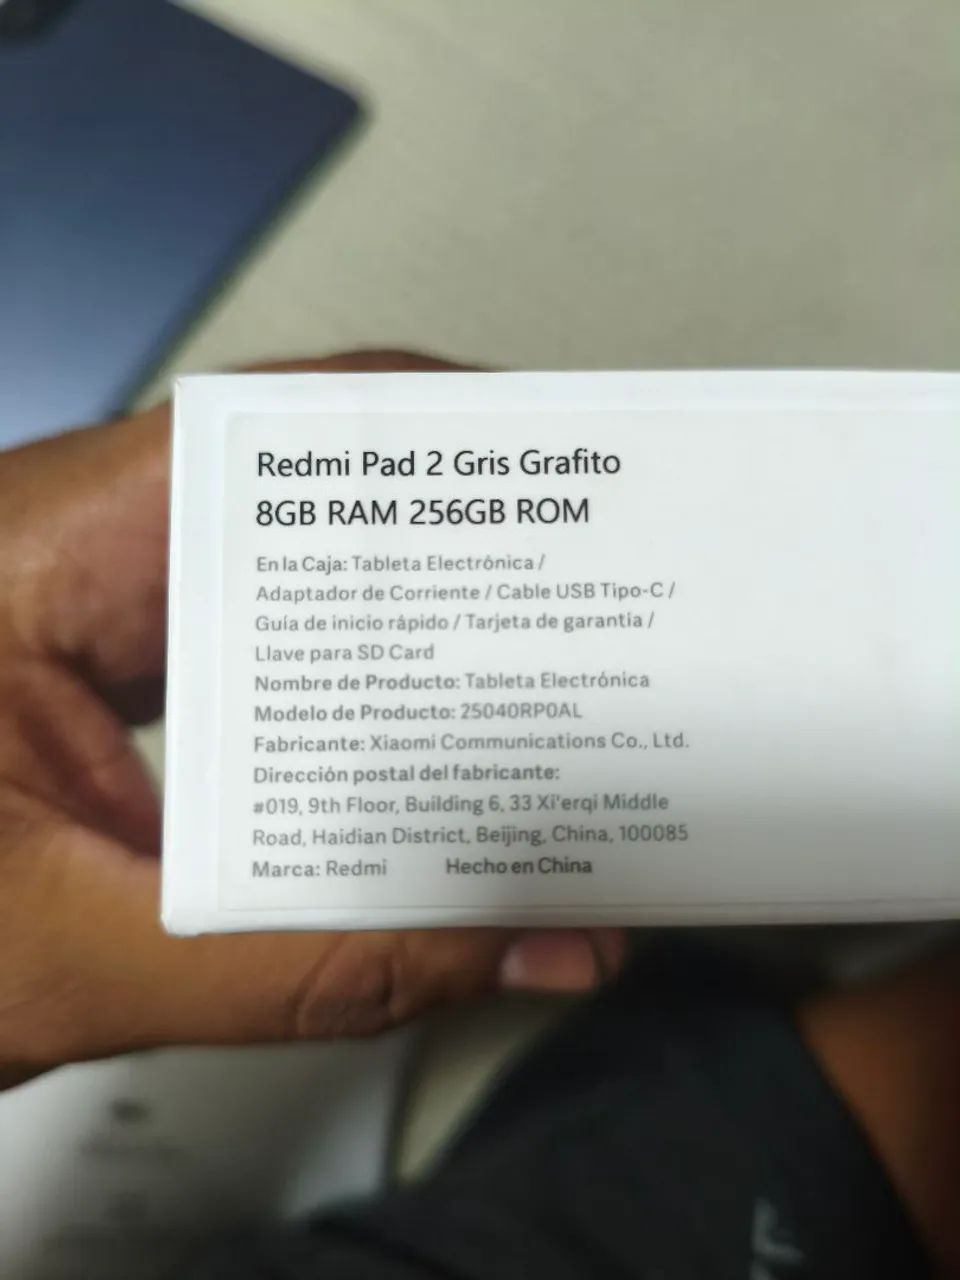 Redmi Pad 2 Gris Grafito
8GB RAM 256GB ROM
En la Caja: Tableta Electrónica /
Adaptador de Corriente / Cable USB Tipo-C /
Guía de inicio rápido / Tarjeta de garantía /
Llave para SD Card
Nombre de Producto: Tableta Electrónica
Modelo de Producto: 25040RP0AL
Fabricante: Xiaomi Communications Co., Ltd.
Dirección postal del fabricante:
#019, 9th Floor, Building 6, 33 Xi'erqi Middle
Road, Haidian District, Beijing, China, 100085
Marca: Redmi Hecho en China